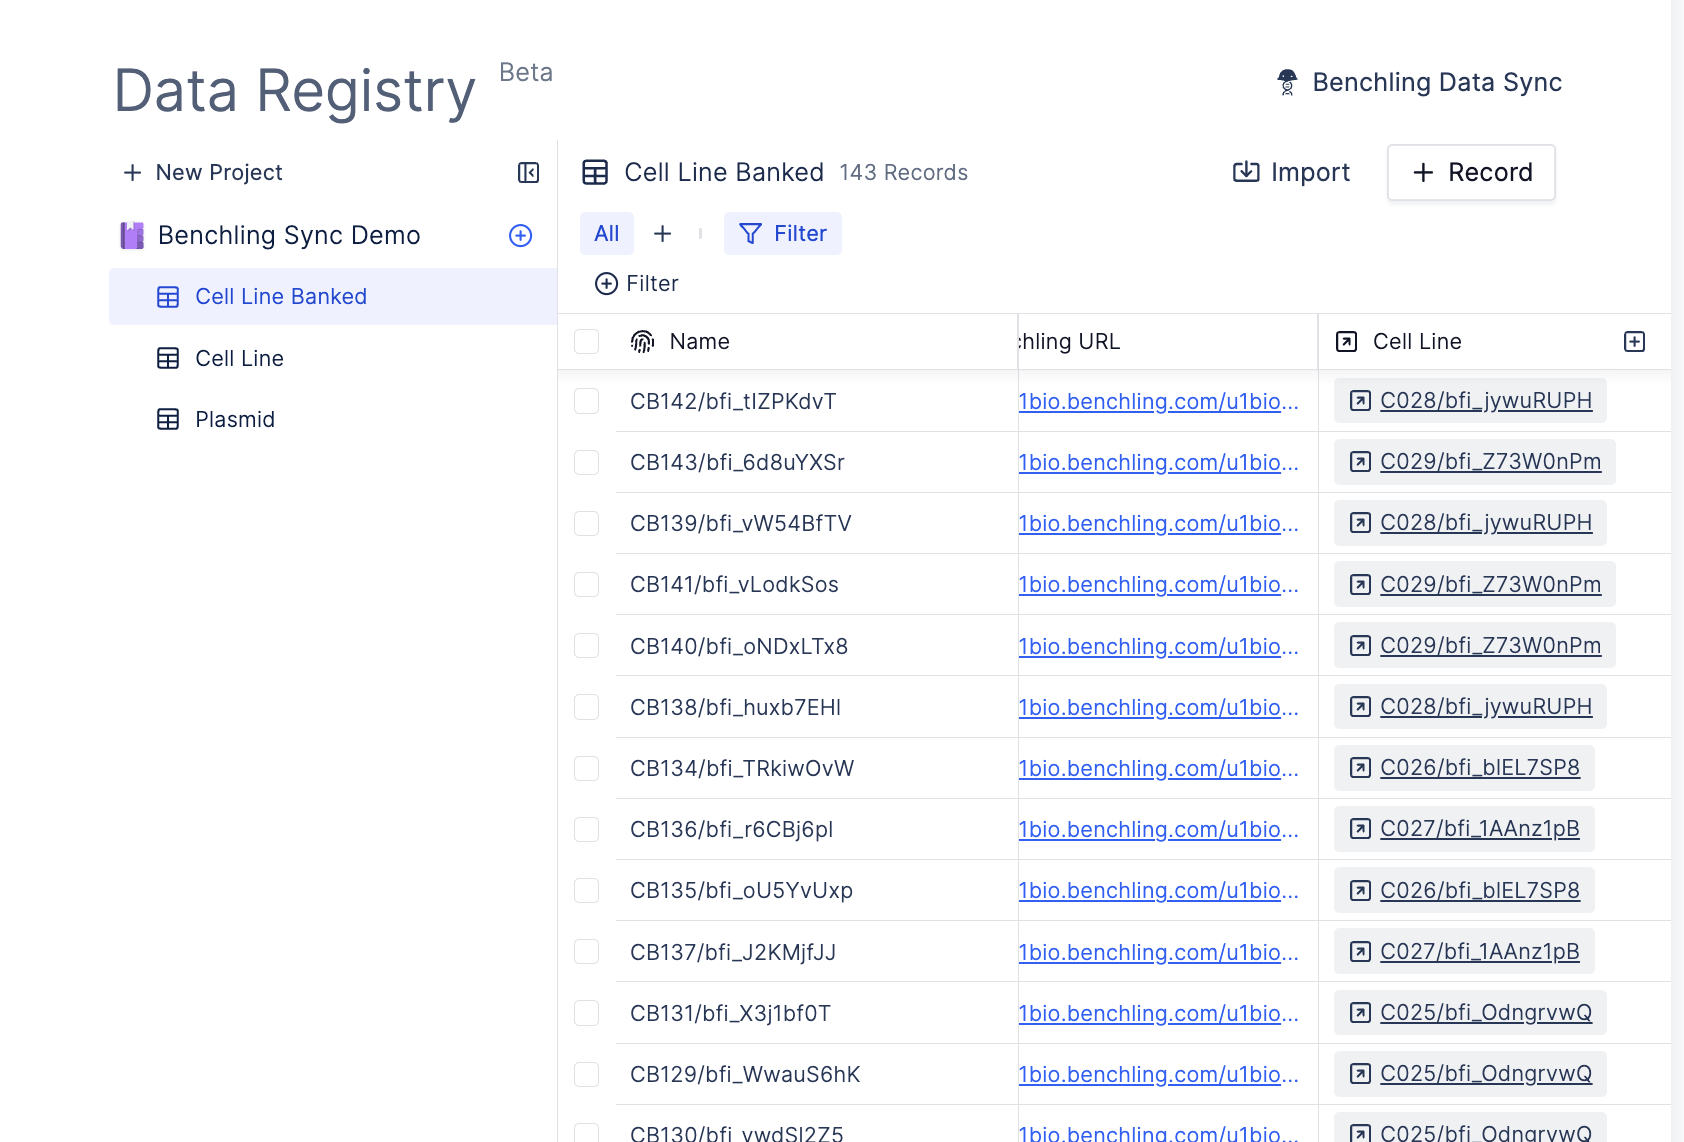 Data Registry Beta
Benchling Data Sync
New Project
Benchling Sync Demo
Cell Line Banked
Cell Line
Plasmid
Cell Line Banked 143 Records
Import
+ Record
All + Filter
Filter
Name chling URL Cell Line
CB142/bfi_tIZPKdvT 1bio.benchling.com/u1bio... C028/bfi_jywuRUPH
CB143/bfi_6d8uYXSr 1bio.benchling.com/u1bio... C029/bfi_Z73W0nPm
CB139/bfi_vW54BfTV 1bio.benchling.com/u1bio... C028/bfi_jywuRUPH
CB141/bfi_vLodkSos 1bio.benchling.com/u1bio... C029/bfi_Z73W0nPm
CB140/bfi_oNDxLTx8 1bio.benchling.com/u1bio... C029/bfi_Z73W0nPm
CB138/bfi_huxb7EHl 1bio.benchling.com/u1bio... C028/bfi_jywuRUPH
CB134/bfi_TRkiwOvW 1bio.benchling.com/u1bio... C026/bfi_blEL7SP8
CB136/bfi_r6CBj6pl 1bio.benchling.com/u1bio... C027/bfi_1AAnz1pB
CB135/bfi_oU5YvUxp 1bio.benchling.com/u1bio... C026/bfi_blEL7SP8
CB137/bfi_J2KMjfJJ 1bio.benchling.com/u1bio... C027/bfi_1AAnz1pB
CB131/bfi_X3j1bf0T 1bio.benchling.com/u1bio... C025/bfi_OdngrvwQ
CB129/bfi_WwauS6hK 1bio.benchling.com/u1bio... C025/bfi_OdngrvwQ
CB130/bfi_vwdSl2Z5 1bio.benchling.com/u1bio... C025/bfi_OdngrvwQ